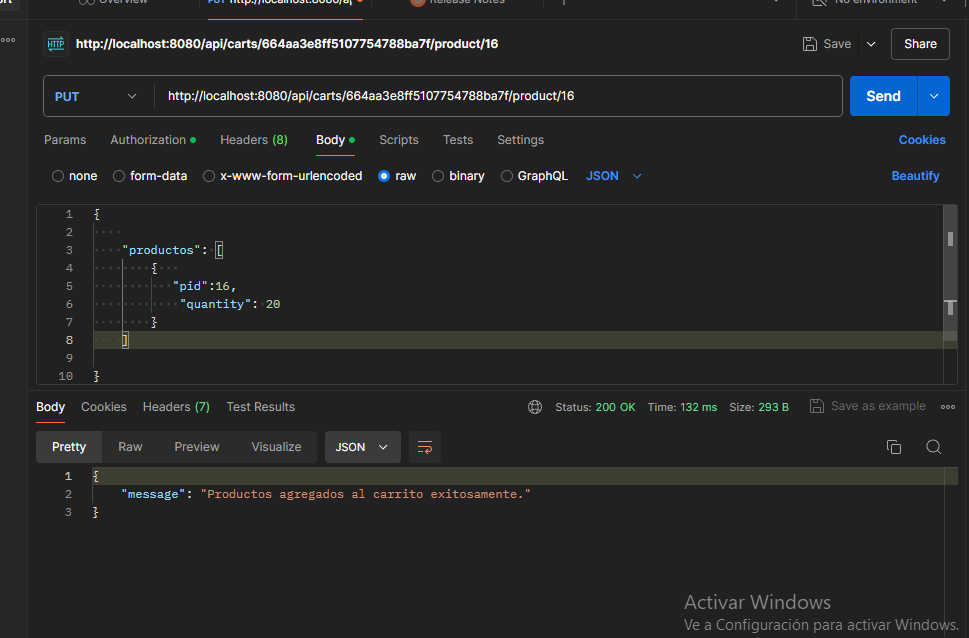 Overview
PUT http://localhost:8080/ap
Release Notes
No environment
HTTP http://localhost:8080/api/carts/664aa3e8ff5107754788ba7f/product/16
Save
Share
PUT http://localhost:8080/api/carts/664aa3e8ff5107754788ba7f/product/16
Send
Params Authorization Headers (8) Body Scripts Tests Settings Cookies
none form-data x-www-form-urlencoded raw binary GraphQL JSON Beautify
1 {
2
3 "productos": [
4 {
5 "pid":16,
6 "quantity": 20
7 }
8 ]
9
10 }
Body Cookies Headers (7) Test Results Status: 200 OK Time: 132 ms Size: 293 B Save as example
Pretty Raw Preview Visualize JSON
1 {
2 "message": "Productos agregados al carrito exitosamente."
3 }
Activar Windows
Ve a Configuración para activar Windows.